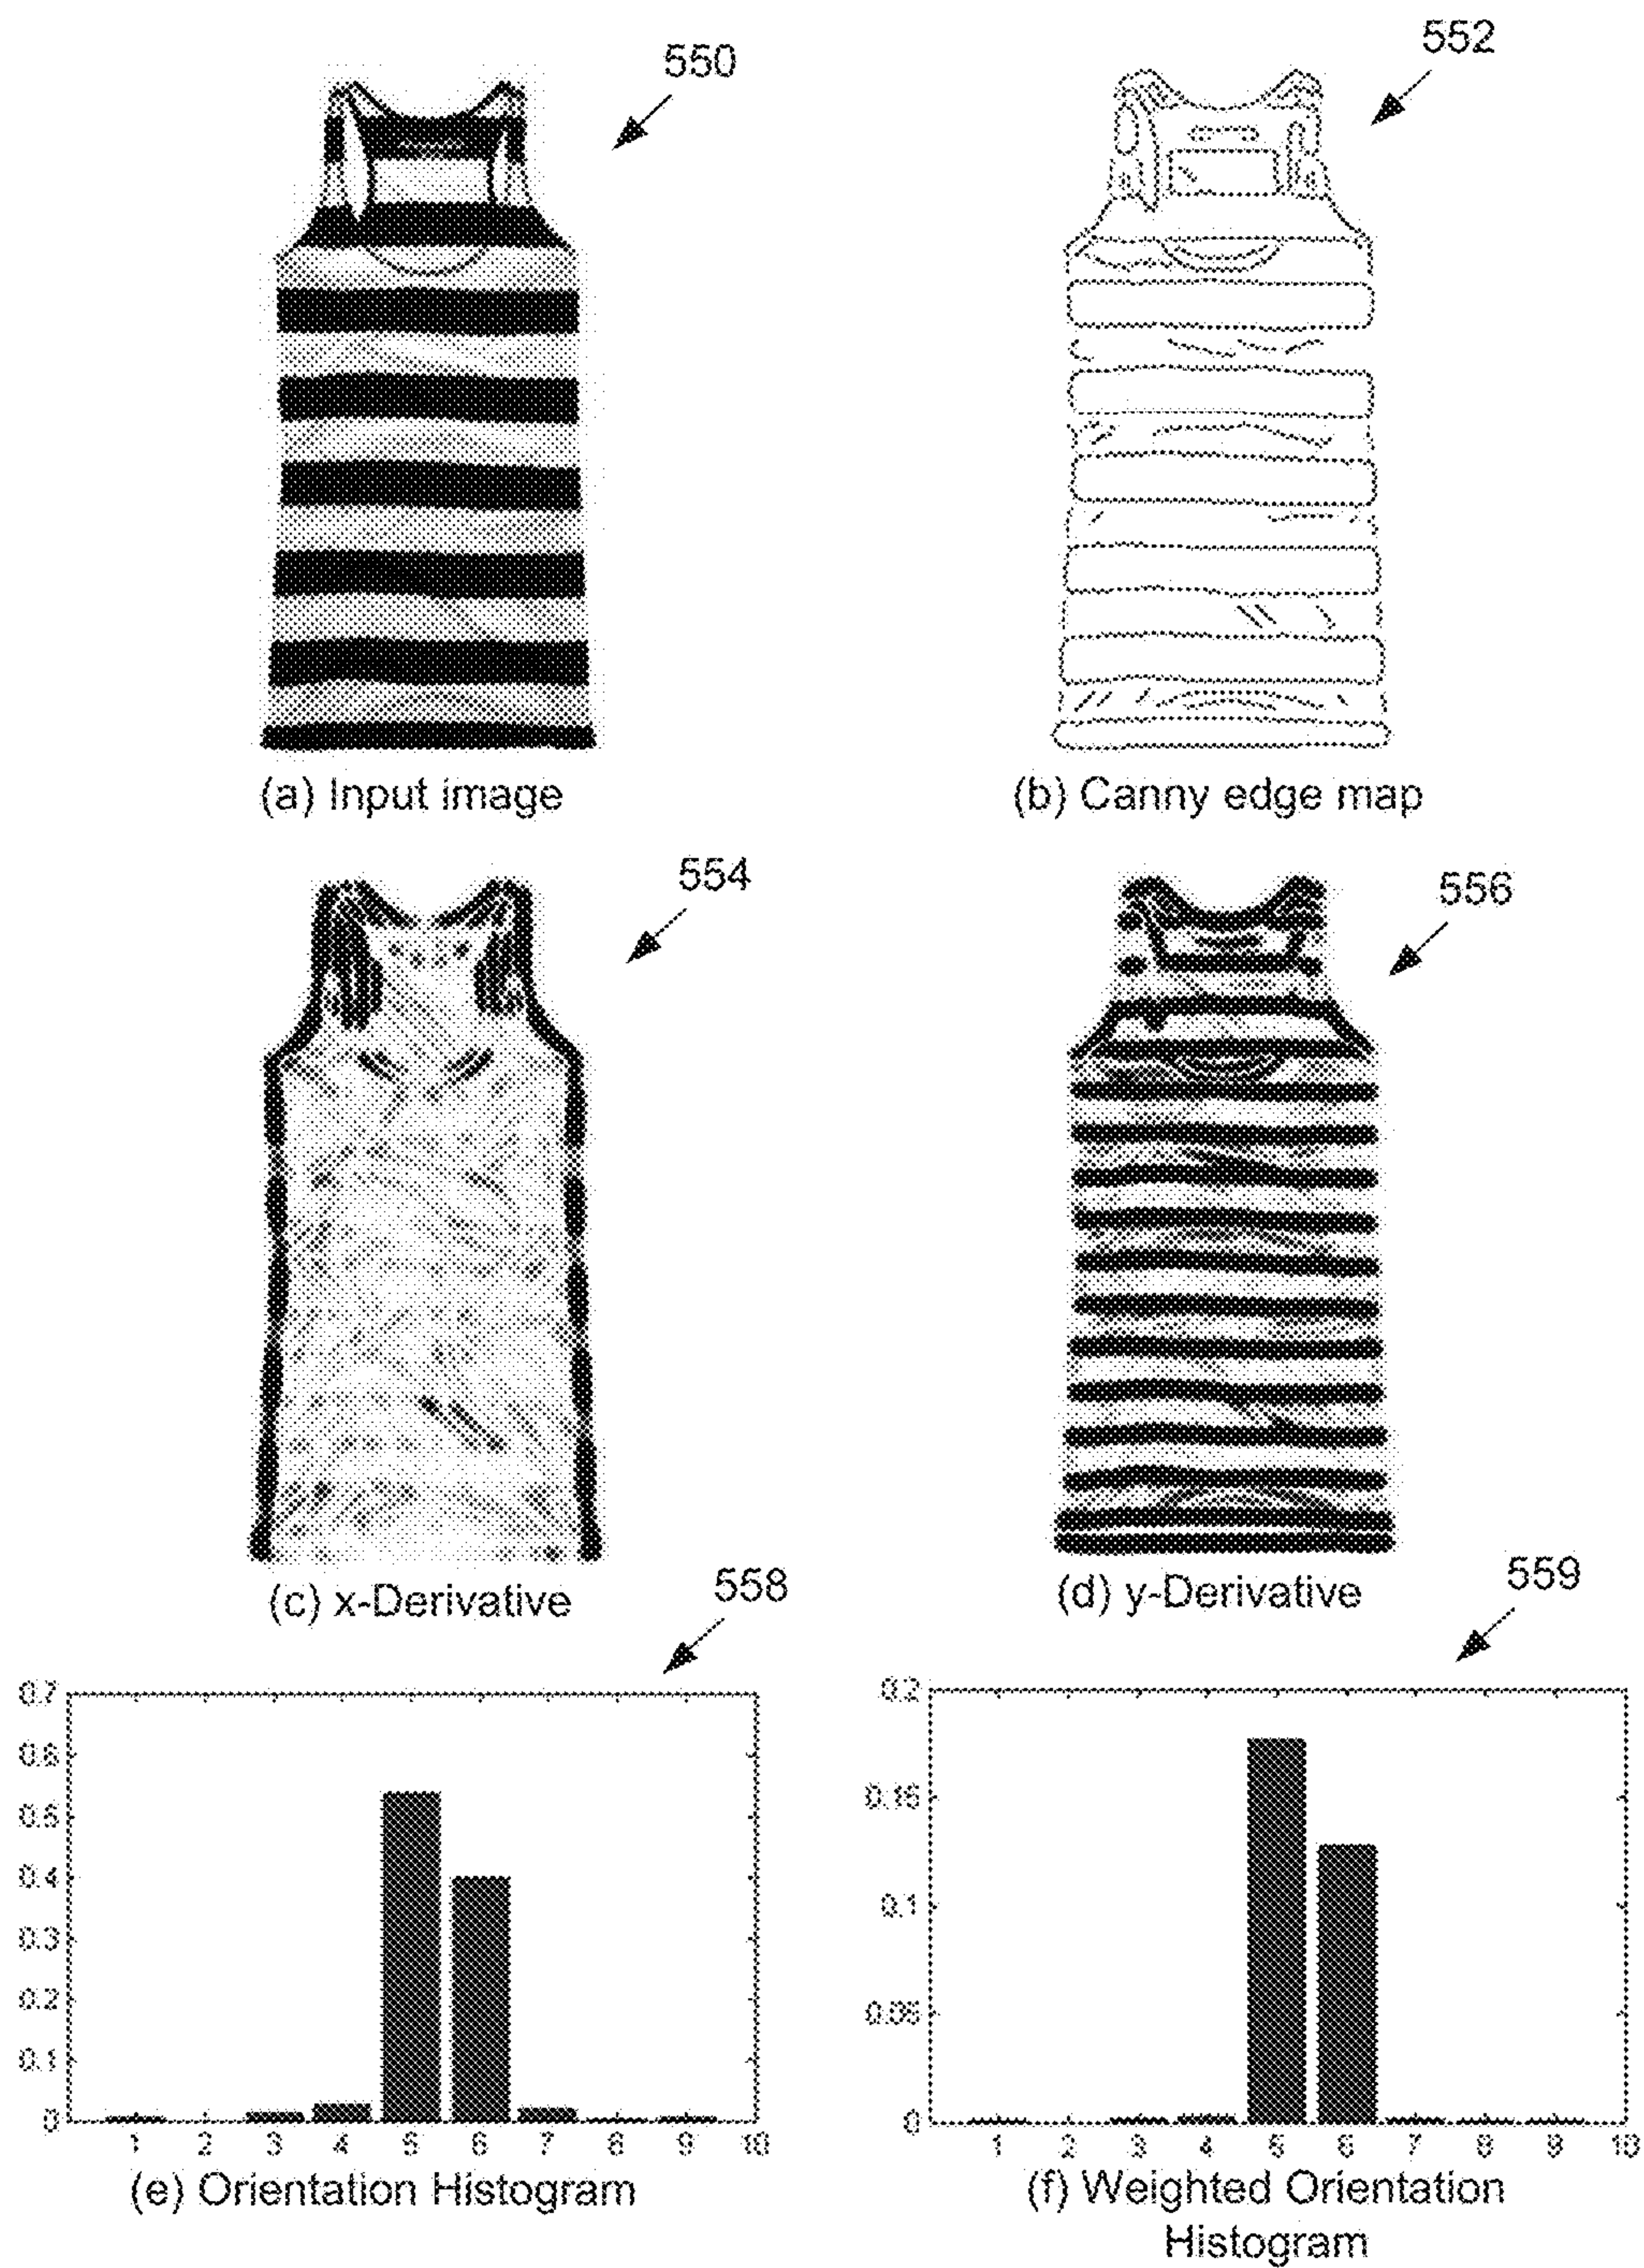 550
552
(a) Input image
(b) Canny edge map
554
556
(c) x-Derivative
(d) y-Derivative
558
559
0.7
0.6
0.5
0.4
0.3
0.2
0.1
0
1 2 3 4 5 6 7 8 9 10
(e) Orientation Histogram
0.2
0.15
0.1
0.05
0
1 2 3 4 5 6 7 8 9 10
(f) Weighted Orientation
Histogram